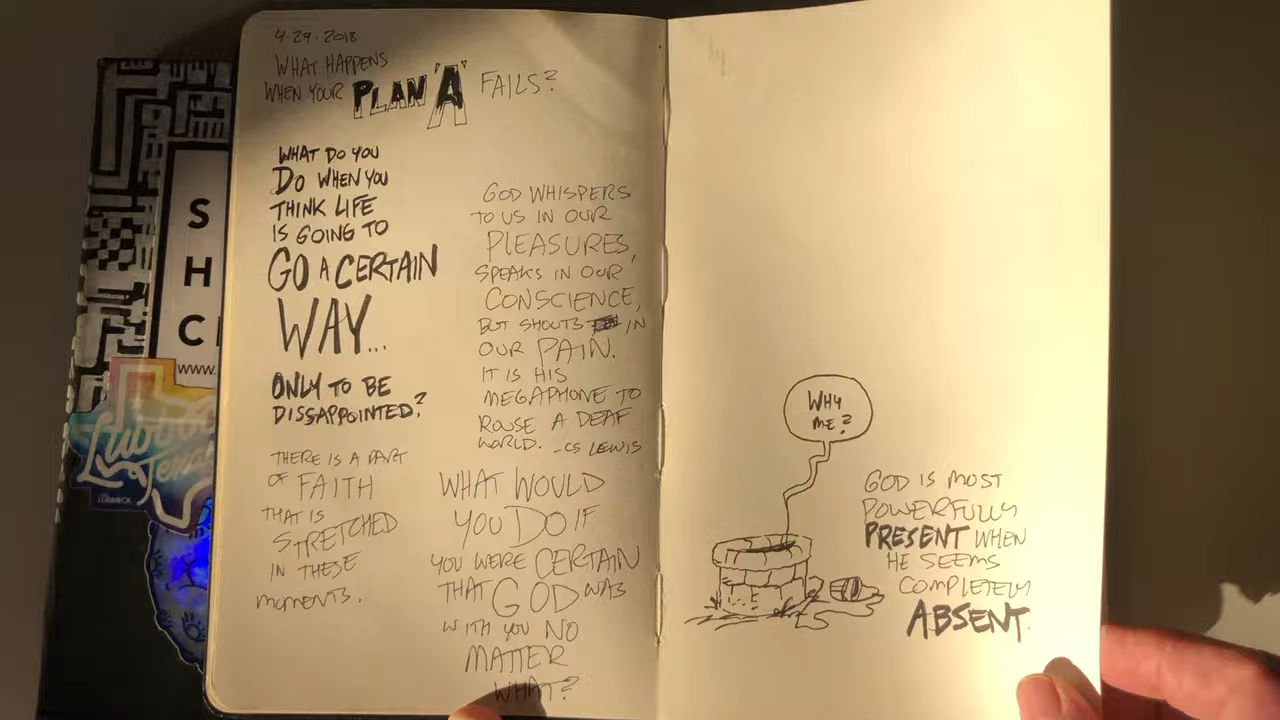 4-29-2018
WHAT HAPPENS
WHEN YOUR PLAN 'A' FAILS?
WHAT DO YOU
DO WHEN YOU
THINK LIFE
IS GOING TO
GO A CERTAIN
WAY...
ONLY TO BE
DISSAPPOINTED?
THERE IS A PART
OF FAITH
THAT IS
STRETCHED
IN THESE
MOMENTS.
GOD WHISPERS
TO US IN OUR
PLEASURES,
SPEAKS IN OUR
CONSCIENCE,
BUT SHOUTS IN
OUR PAIN.
IT IS HIS
MEGAPHONE TO
ROUSE A DEAF
WORLD. -CS LEWIS
WHAT WOULD
YOU DO IF
YOU WERE CERTAIN
THAT GOD WAS
WITH YOU NO
MATTER
WHAT?
WHY
ME?
GOD IS MOST
POWERFULLY
PRESENT WHEN
HE SEEMS
COMPLETELY
ABSENT.
S
H
C
www.
Lubbo
Texas
LUBBOCK